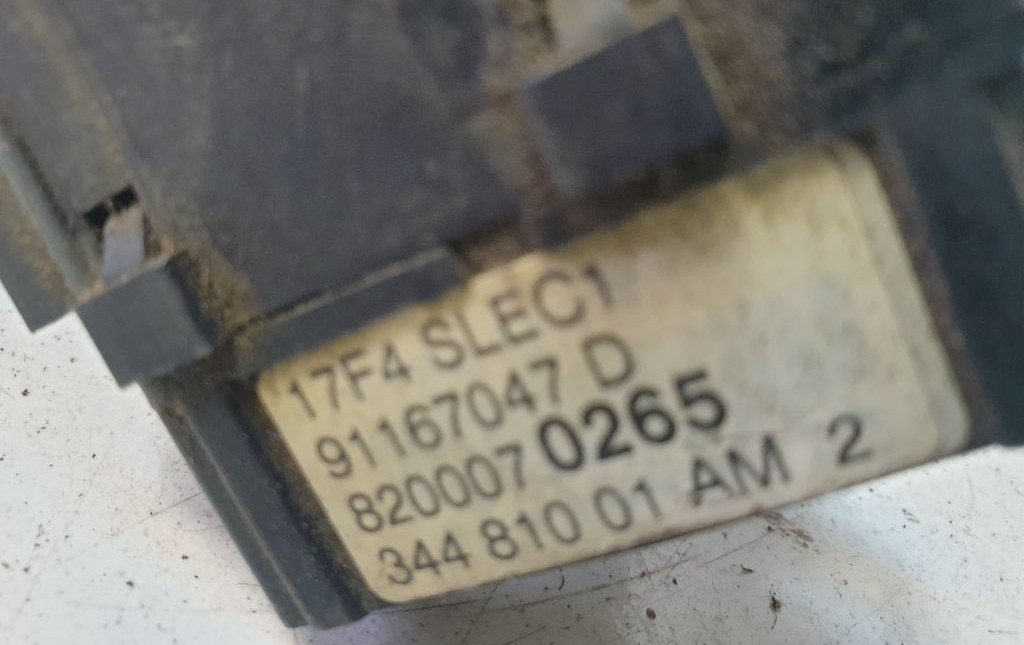 17F4 SLEC1
91167047 D
8200070265
344 810 01 AM 2